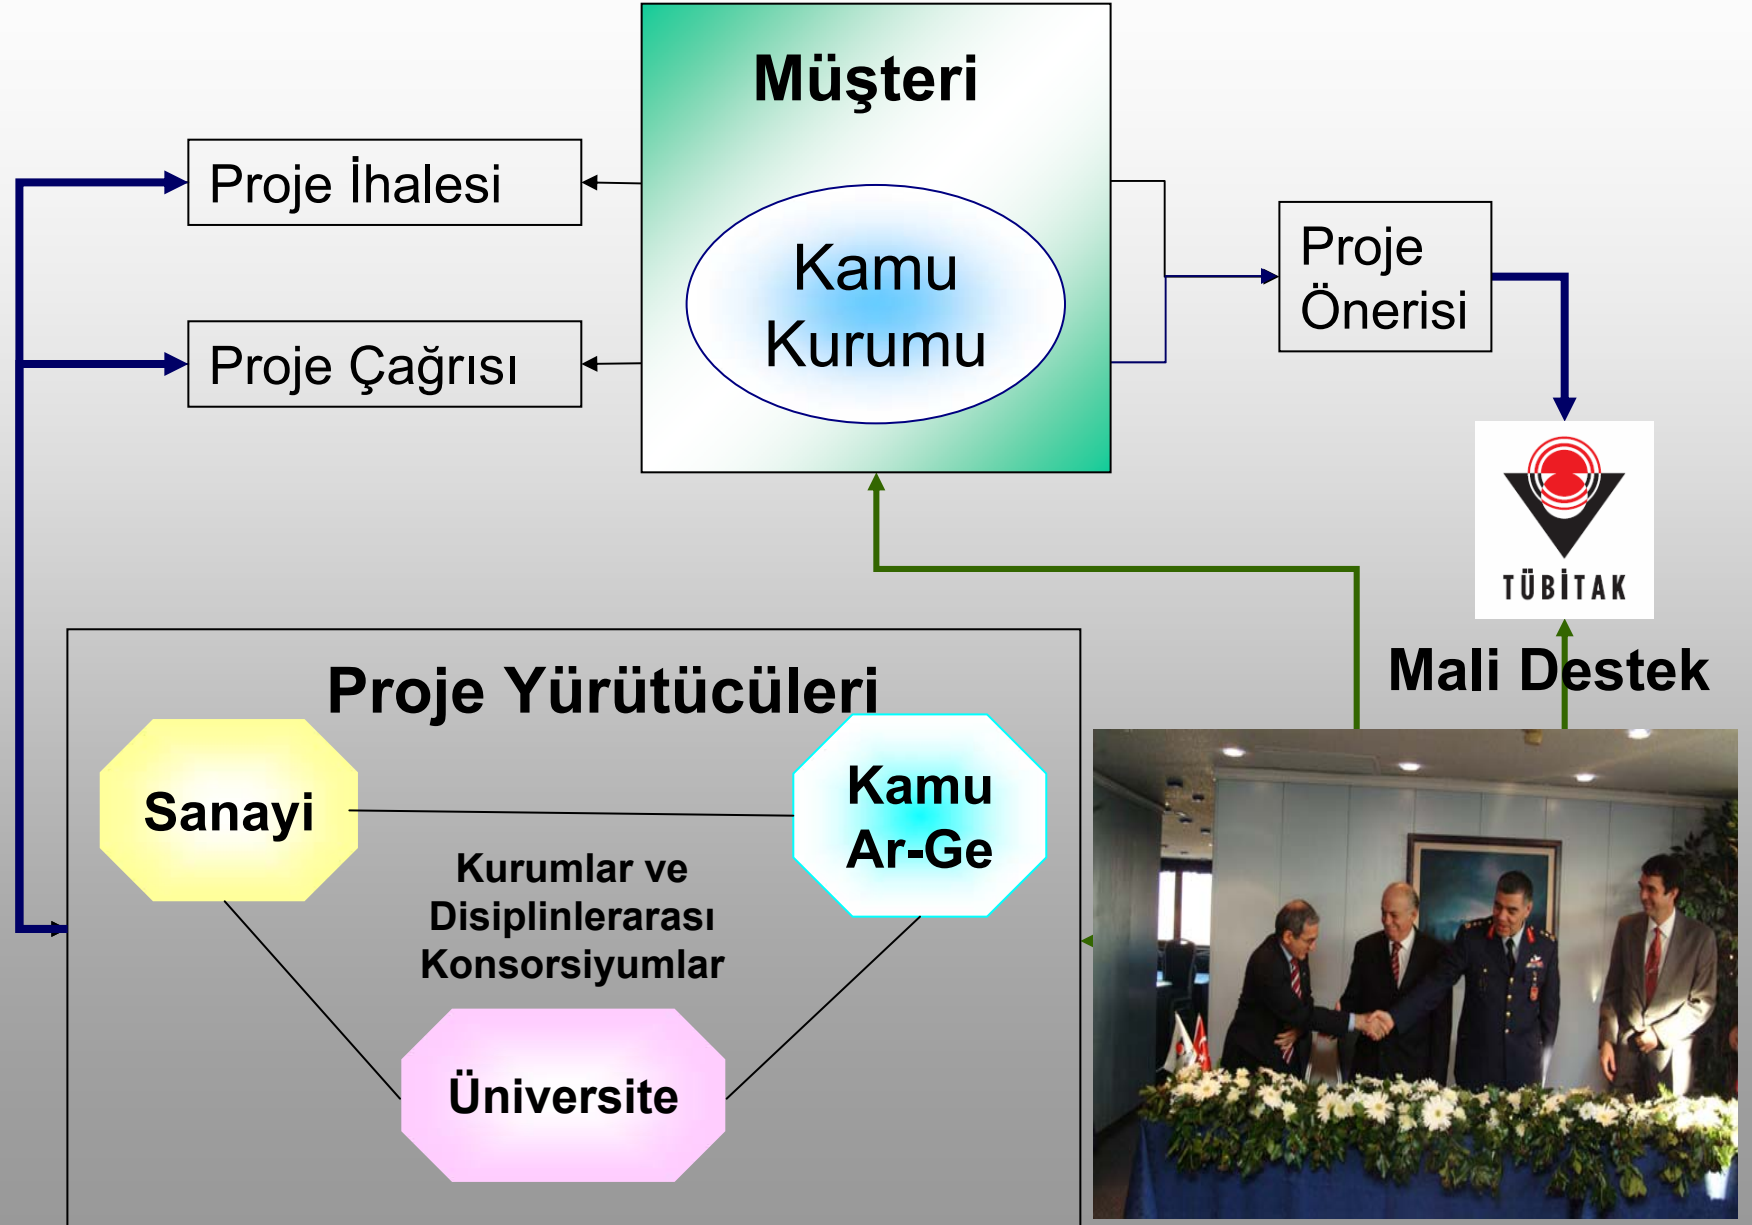 Müşteri
Kamu
Kurumu
Proje İhalesi
Proje Çağrısı
Proje
Önerisi
TÜBİTAK
Mali Destek
Proje Yürütücüleri
Sanayi
Kamu
Ar-Ge
Kurumlar ve
Disiplinlerarası
Konsorsiyumlar
Üniversite